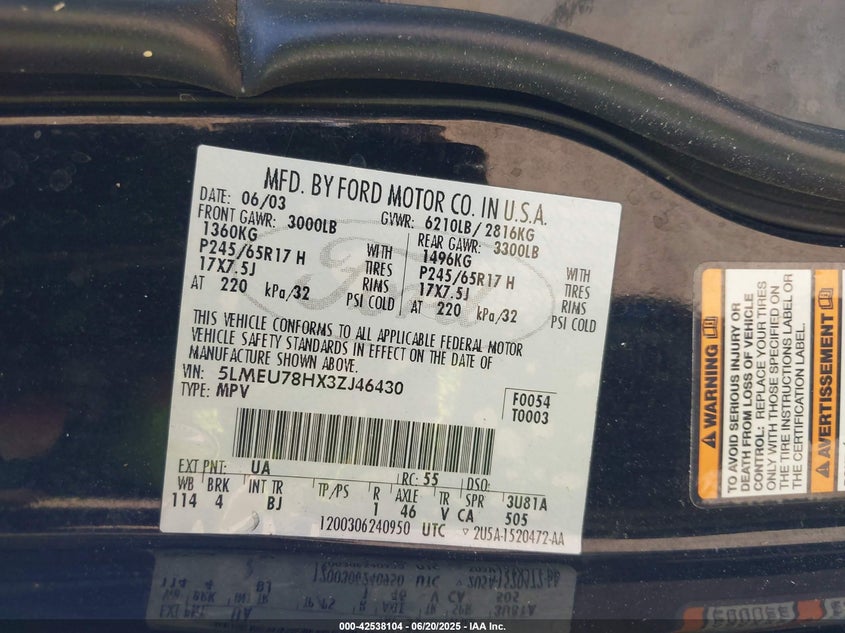 MFD. BY FORD MOTOR CO. IN U.S.A.
DATE: 06/03 GVWR: 6210LB/ 2816KG
FRONT GAWR: 3000LB REAR GAWR: 3300LB
1360KG WITH 1496KG WITH
P245/65R17 H TIRES P245/65R17 H TIRES
17X7.5J RIMS 17X7.5J RIMS
AT 220 kPa/32 PSI COLD AT 220 kPa/32 PSI COLD
THIS VEHICLE CONFORMS TO ALL APPLICABLE FEDERAL MOTOR
VEHICLE SAFETY STANDARDS IN EFFECT ON THE DATE OF
MANUFACTURE SHOWN ABOVE.
VIN: 5LMEU78HX3ZJ46430
TYPE: MPV
F0054
T0003
EXT PNT: UA RC: 55 DSO:
WB BRK INT TR TP/PS R AXLE TR SPR 3U81A
114 4 BJ 1 46 V CA 505
1200306240950 UTC ▽ 2U5A-1520472-AA
Ford
WARNING
TO AVOID SERIOUS INJURY OR
DEATH FROM LOSS OF VEHICLE
CONTROL: REPLACE YOUR TIRES
ONLY WITH THOSE SPECIFIED ON
THE TIRE INSTRUCTIONS LABEL OR
THE CERTIFICATION LABEL.
AVERTISSEMENT
000-42538104 - 06/20/2025 - IAA Inc.